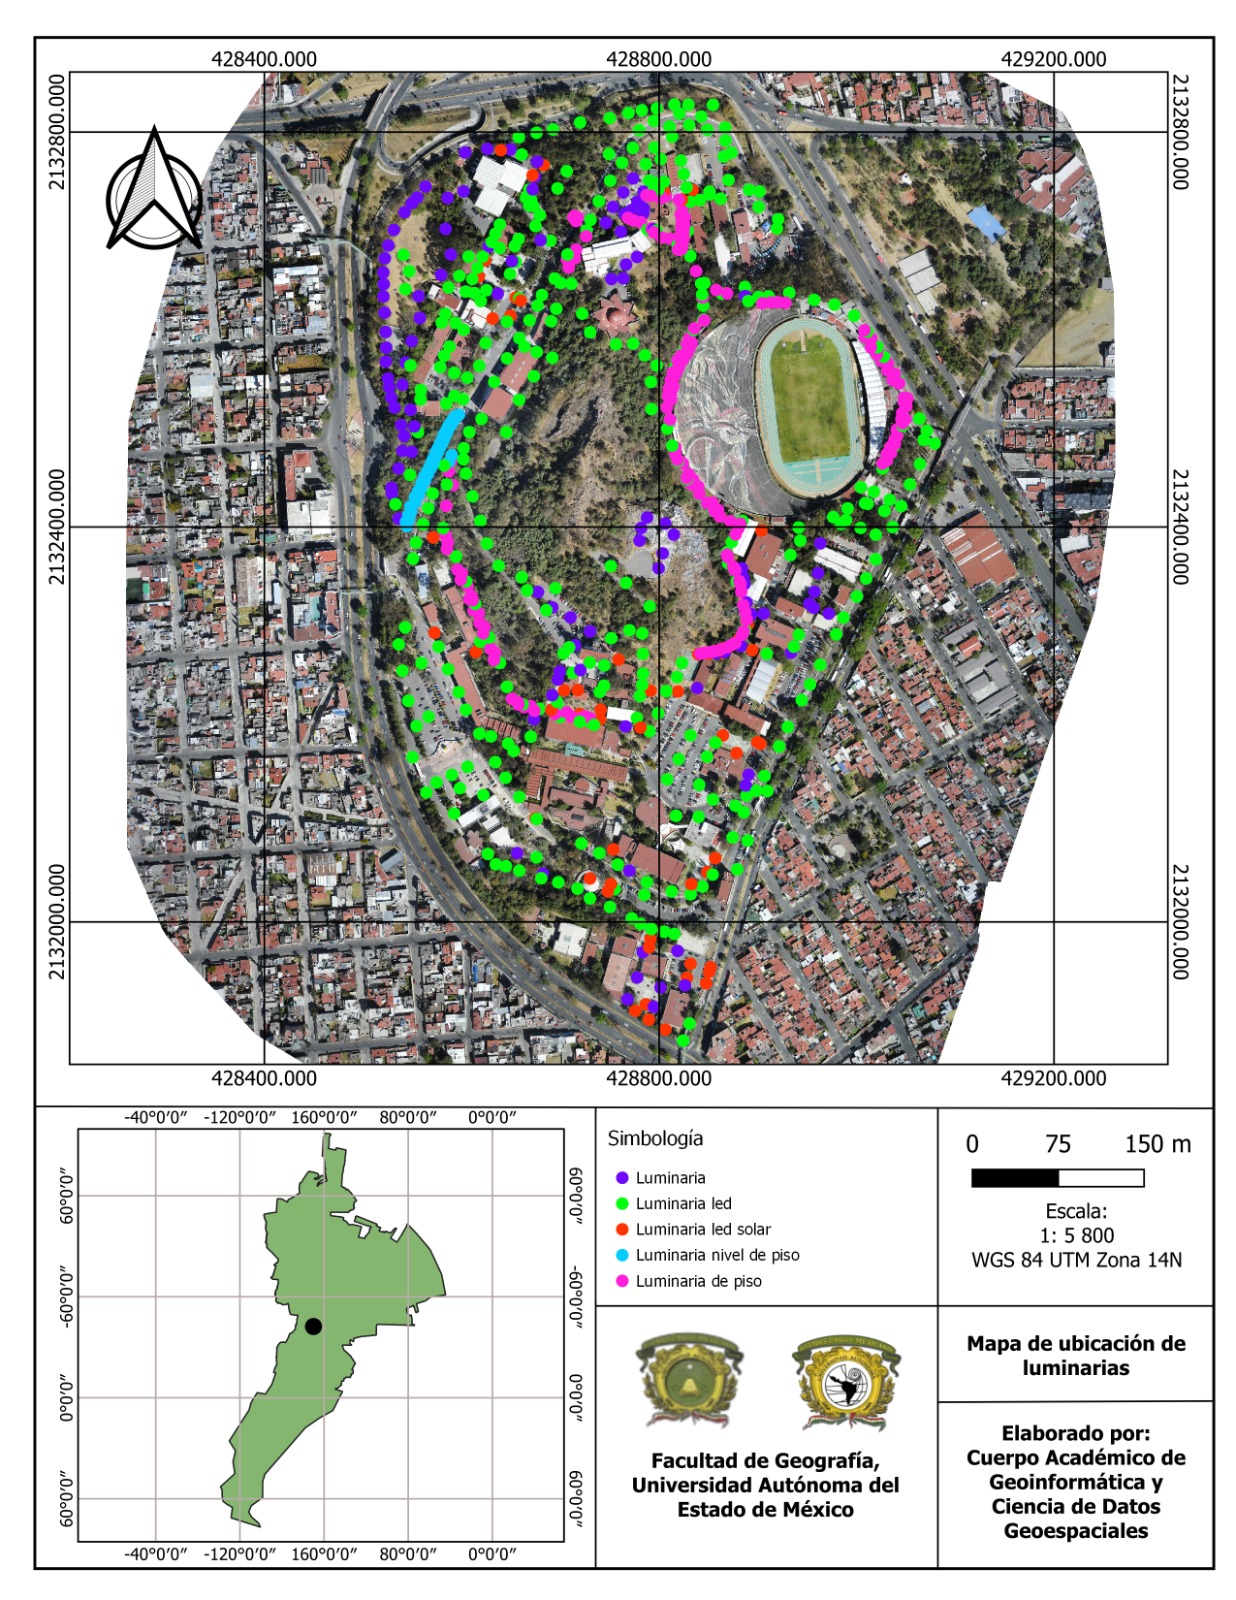 428400.000 428800.000 429200.000
2132800.000 2132800.000
2132400.000 2132400.000
2132000.000 2132000.000
428400.000 428800.000 429200.000
-40°0'0" -120°0'0" 160°0'0" 80°0'0" 0°0'0"
60°0'0" 60°0'0"
-60°0'0" -60°0'0"
0°0'0" 0°0'0"
60°0'0" 60°0'0"
-40°0'0" -120°0'0" 160°0'0" 80°0'0" 0°0'0"
Simbología
Luminaria
Luminaria led
Luminaria led solar
Luminaria nivel de piso
Luminaria de piso
0 75 150 m
Escala:
1: 5 800
WGS 84 UTM Zona 14N
Facultad de Geografía,
Universidad Autónoma del
Estado de México
Mapa de ubicación de
luminarias
Elaborado por:
Cuerpo Académico de
Geoinformática y
Ciencia de Datos
Geoespaciales